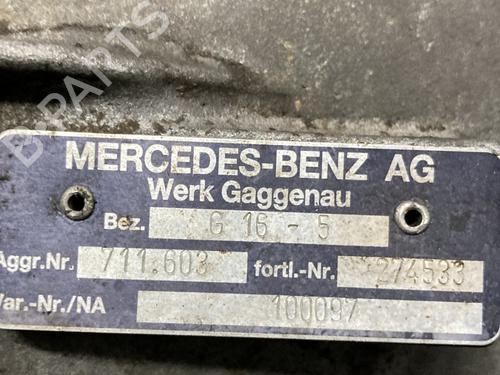 B-PARTS
MERCEDES-BENZ AG
Werk Gaggenau
Bez. G 16 - 5
Aggr.Nr. 711.603 fortl.-Nr. 274533
Var.-Nr./NA 100097